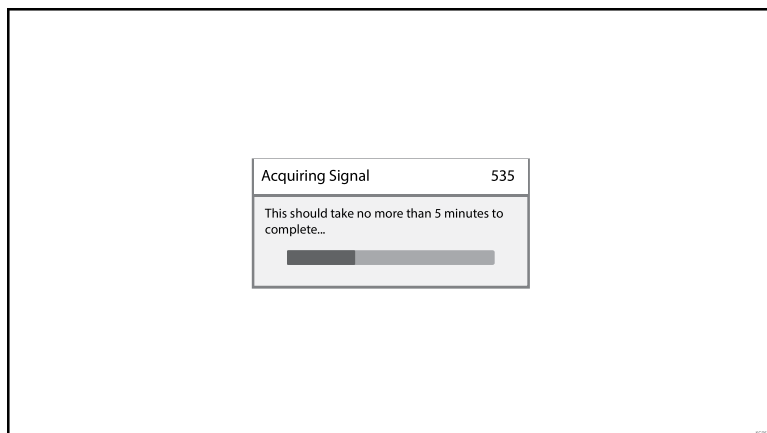 Acquiring Signal 535
This should take no more than 5 minutes to
complete...